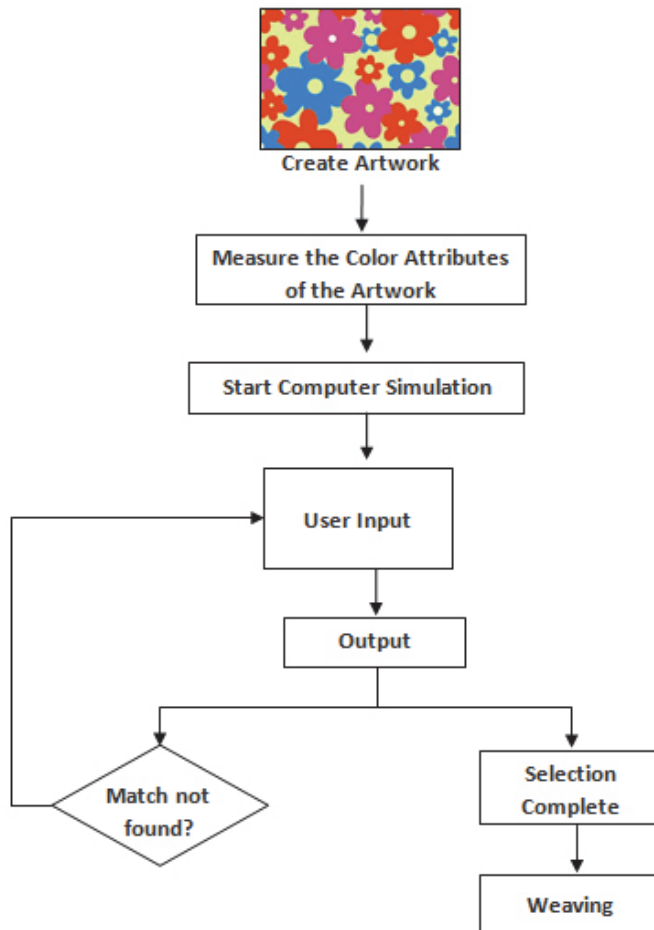 Create Artwork
Measure the Color Attributes
of the Artwork
Start Computer Simulation
User Input
Output
Match not
found?
Selection
Complete
Weaving